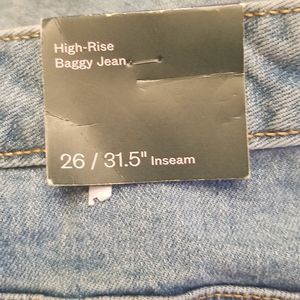 High-Rise
Baggy Jean
26 / 31.5" Inseam